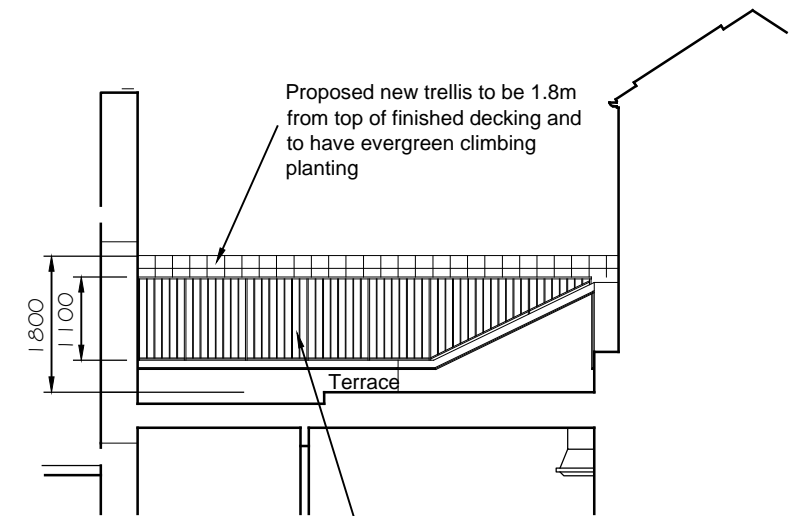 Proposed new trellis to be 1.8m
from top of finished decking and
to have evergreen climbing
planting
1800
1100
Terrace